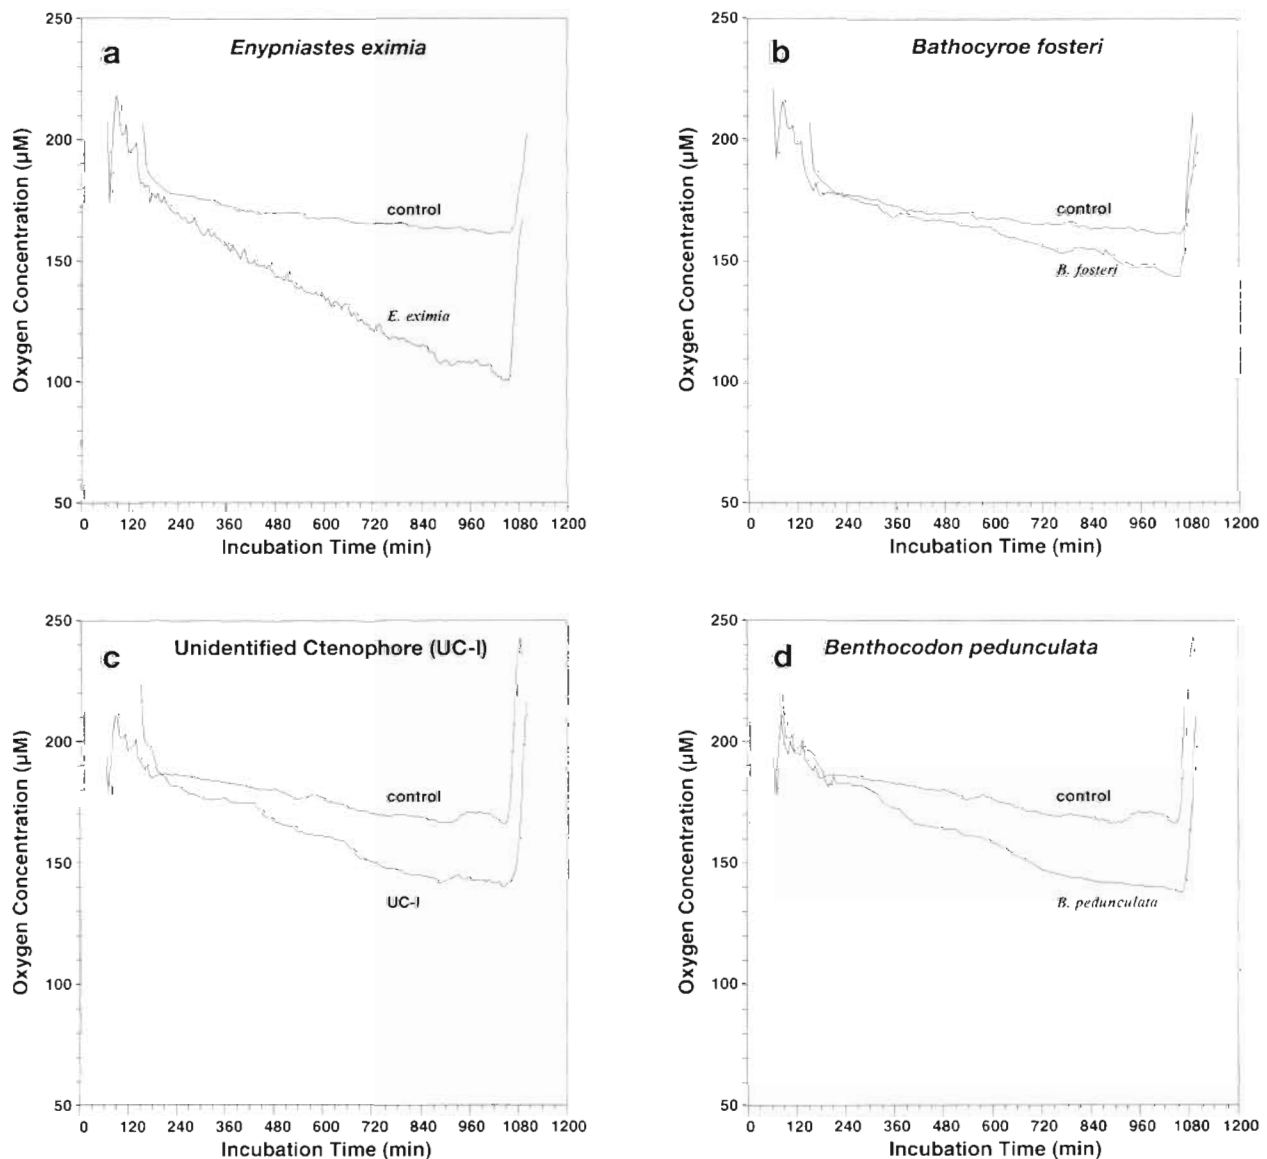 a Enypniastes eximia
250
200
150
100
50
Oxygen Concentration (µM)
control
E. eximia
0 120 240 360 480 600 720 840 960 1080 1200
Incubation Time (min)
b Bathocyroe fosteri
250
200
150
100
50
Oxygen Concentration (µM)
control
B. fosteri
0 120 240 360 480 600 720 840 960 1080 1200
Incubation Time (min)
c Unidentified Ctenophore (UC-I)
250
200
150
100
50
Oxygen Concentration (µM)
control
UC-I
0 120 240 360 480 600 720 840 960 1080 1200
Incubation Time (min)
d Benthocodon pedunculata
250
200
150
100
50
Oxygen Concentration (µM)
control
B. pedunculata
0 120 240 360 480 600 720 840 960 1080 1200
Incubation Time (min)